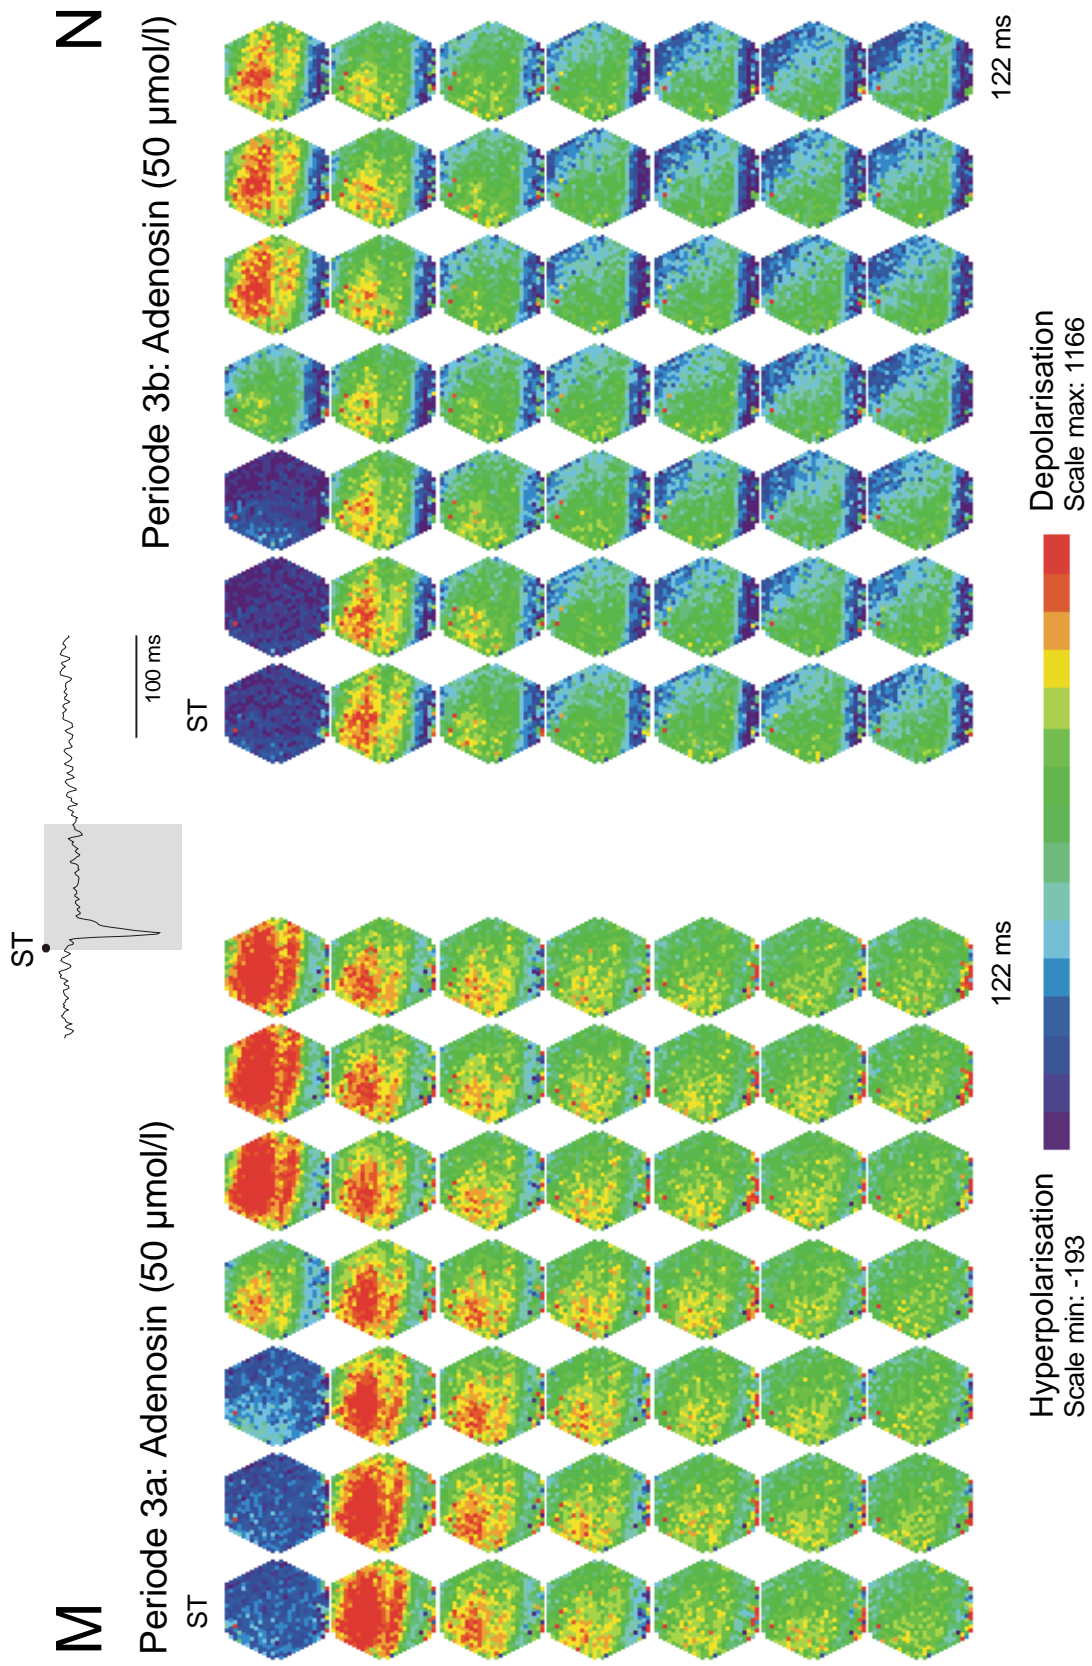 M
Periode 3a: Adenosin (50 µmol/l)
ST
122 ms
ST
100 ms
N
Periode 3b: Adenosin (50 µmol/l)
ST
122 ms
Hyperpolarisation
Scale min: -193
Depolarisation
Scale max: 1166